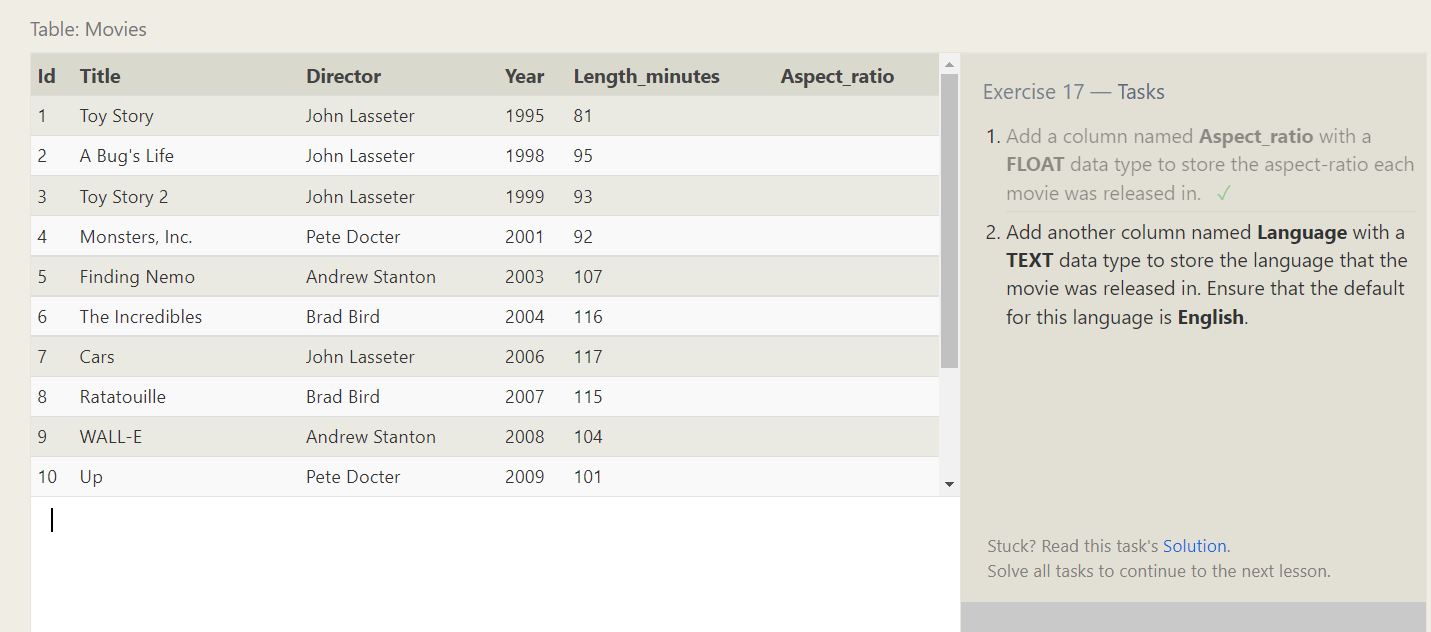 Table: Movies
Id Title Director Year Length_minutes Aspect_ratio
1 Toy Story John Lasseter 1995 81
2 A Bug's Life John Lasseter 1998 95
3 Toy Story 2 John Lasseter 1999 93
4 Monsters, Inc. Pete Docter 2001 92
5 Finding Nemo Andrew Stanton 2003 107
6 The Incredibles Brad Bird 2004 116
7 Cars John Lasseter 2006 117
8 Ratatouille Brad Bird 2007 115
9 WALL-E Andrew Stanton 2008 104
10 Up Pete Docter 2009 101
Exercise 17 — Tasks
1. Add a column named Aspect_ratio with a
FLOAT data type to store the aspect-ratio each
movie was released in. ✓
2. Add another column named Language with a
TEXT data type to store the language that the
movie was released in. Ensure that the default
for this language is English.
Stuck? Read this task's Solution.
Solve all tasks to continue to the next lesson.